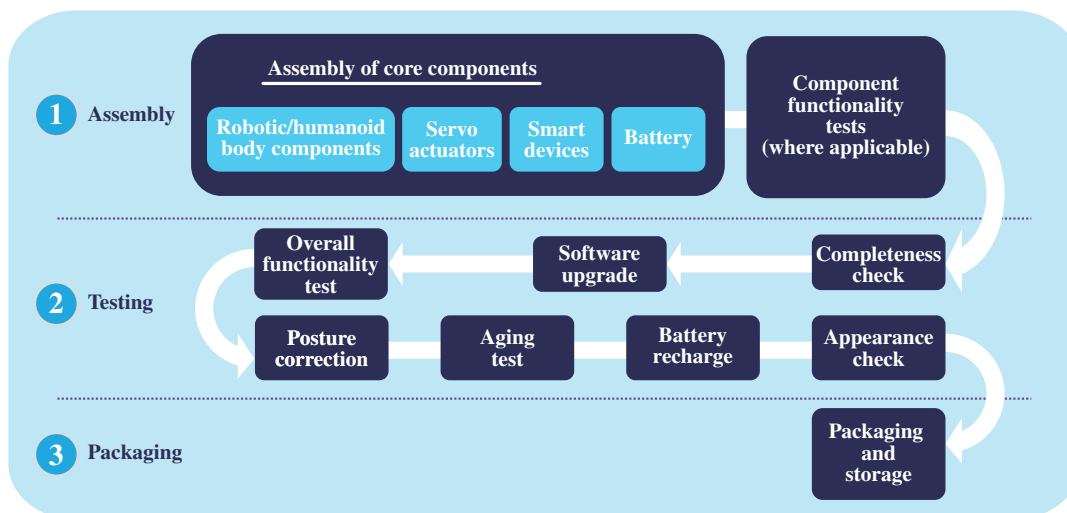 Assembly of core components
1 Assembly
Robotic/humanoid
body components
Servo
actuators
Smart
devices
Battery
Component
functionality
tests
(where applicable)
2 Testing
Completeness
check
Software
upgrade
Overall
functionality
test
Posture
correction
Aging
test
Battery
recharge
Appearance
check
3 Packaging
Packaging
and
storage